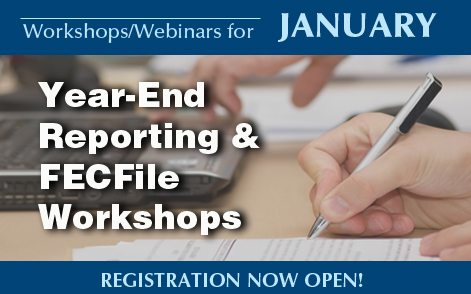 Workshops/Webinars for JANUARY
Year-End
Reporting &
FECFile
Workshops
REGISTRATION NOW OPEN!